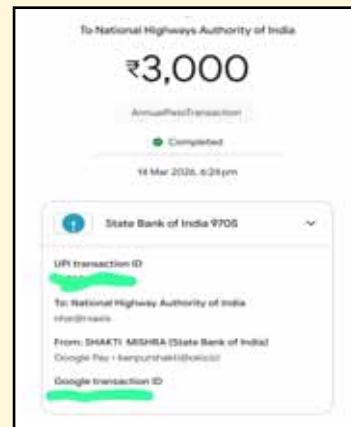 To National Highways Authority of India
₹3,000
AnnualPassTransaction
Completed
14 Mar 2026, 6:24 pm
State Bank of India 9705
UPI transaction ID
To: National Highway Authority of India
From: SHAKTI MISHRA (State Bank of India)
Google Pay •
Google transaction ID